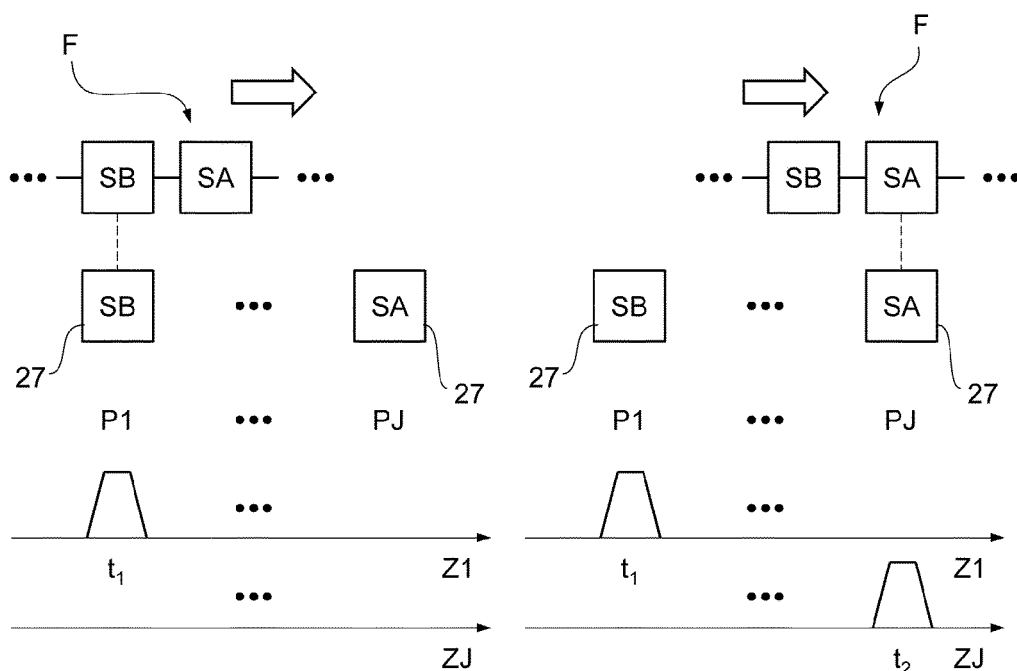 F
F
••• SB SA •••
••• SB SA •••
SB ••• SA
SB ••• SA
27 27
27 27
P1 ••• PJ
P1 ••• PJ
•••
•••
t₁ Z1
t₁ Z1
•••
•••
ZJ
t₂ ZJ